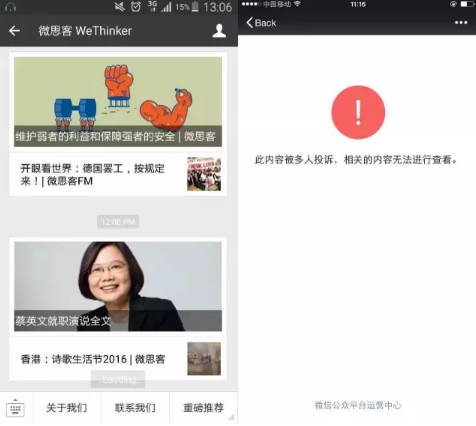 3G
15%
13:06
微思客 WeThinker
维护弱者的利益和保障强者的安全 | 微思客
开眼看世界：德国罢工，按规定
来！| 微思客FM
12:00 PM
蔡英文就职演说全文
香港：诗歌生活节2016 | 微思客
Loading...
关于我们
联系我们
重磅推荐
中国移动
11:16
Back
此内容被多人投诉，相关的内容无法进行查看。
微信公众平台运营中心